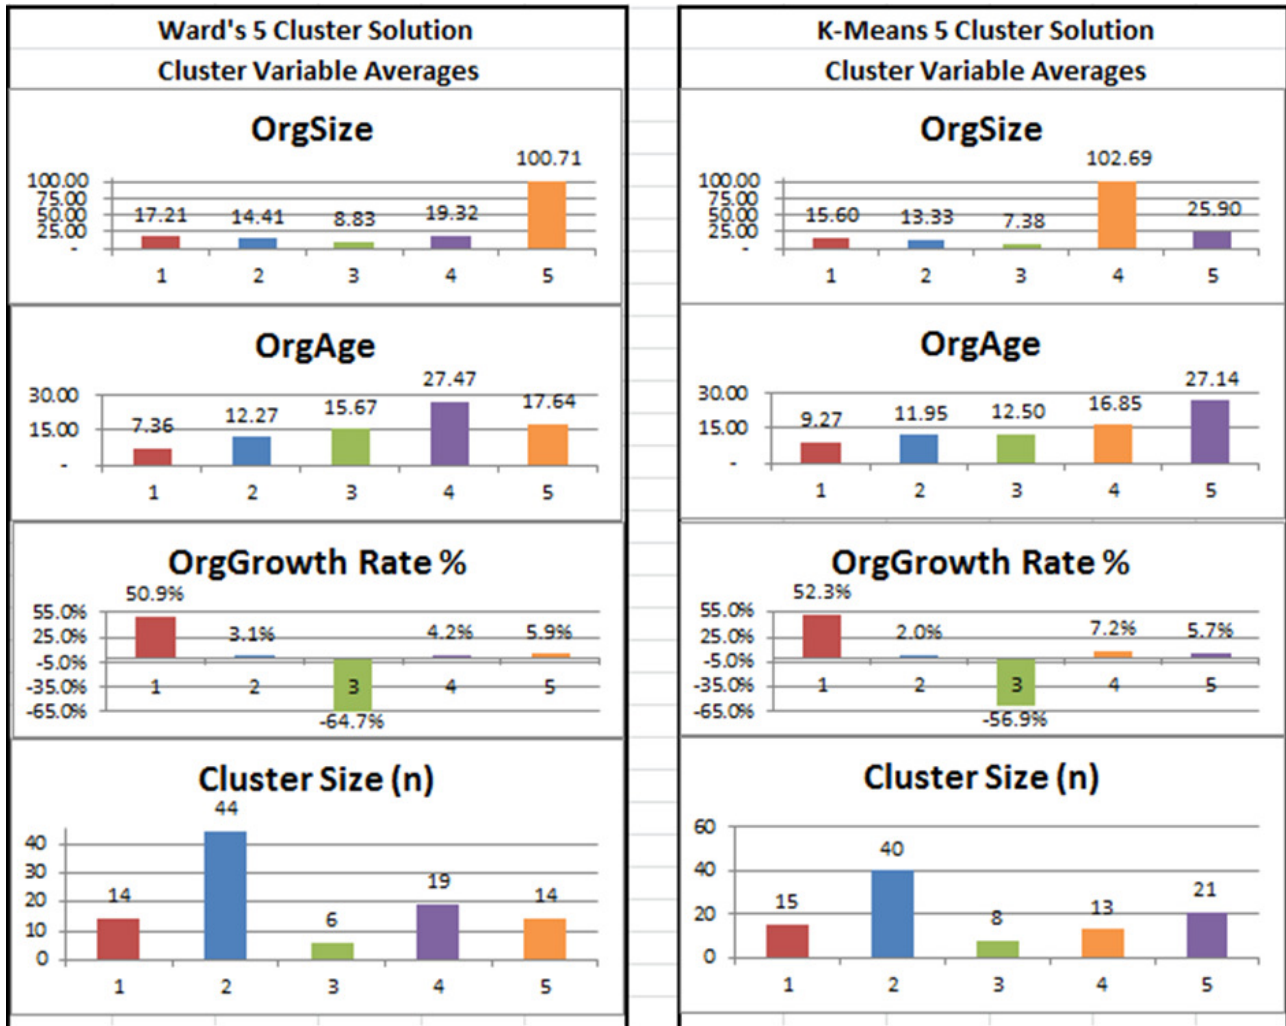 Ward's 5 Cluster Solution
Cluster Variable Averages
OrgSize
100.71
100.00
75.00
50.00
25.00
-
17.21 14.41 8.83 19.32
1 2 3 4 5
OrgAge
27.47
30.00
15.00
-
7.36 12.27 15.67 17.64
1 2 3 4 5
OrgGrowth Rate %
50.9%
55.0%
25.0%
-5.0%
-35.0%
-65.0%
3.1% 4.2% 5.9%
1 2 3 4 5
-64.7%
Cluster Size (n)
44
40
30
20
10
0
14 6 19 14
1 2 3 4 5
K-Means 5 Cluster Solution
Cluster Variable Averages
OrgSize
102.69
100.00
75.00
50.00
25.00
-
15.60 13.33 7.38 25.90
1 2 3 4 5
OrgAge
27.14
30.00
15.00
-
9.27 11.95 12.50 16.85
1 2 3 4 5
OrgGrowth Rate %
52.3%
55.0%
25.0%
-5.0%
-35.0%
-65.0%
2.0% 7.2% 5.7%
1 2 3 4 5
-56.9%
Cluster Size (n)
60
40
20
0
15 40 8 13 21
1 2 3 4 5